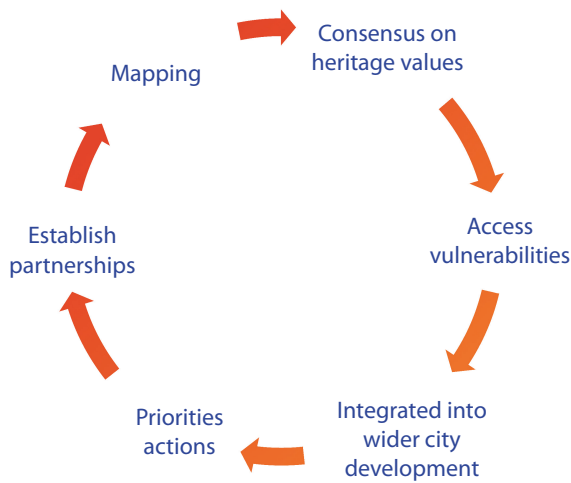 Mapping
Consensus on
heritage values
Access
vulnerabilities
Integrated into
wider city
development
Priorities
actions
Establish
partnerships